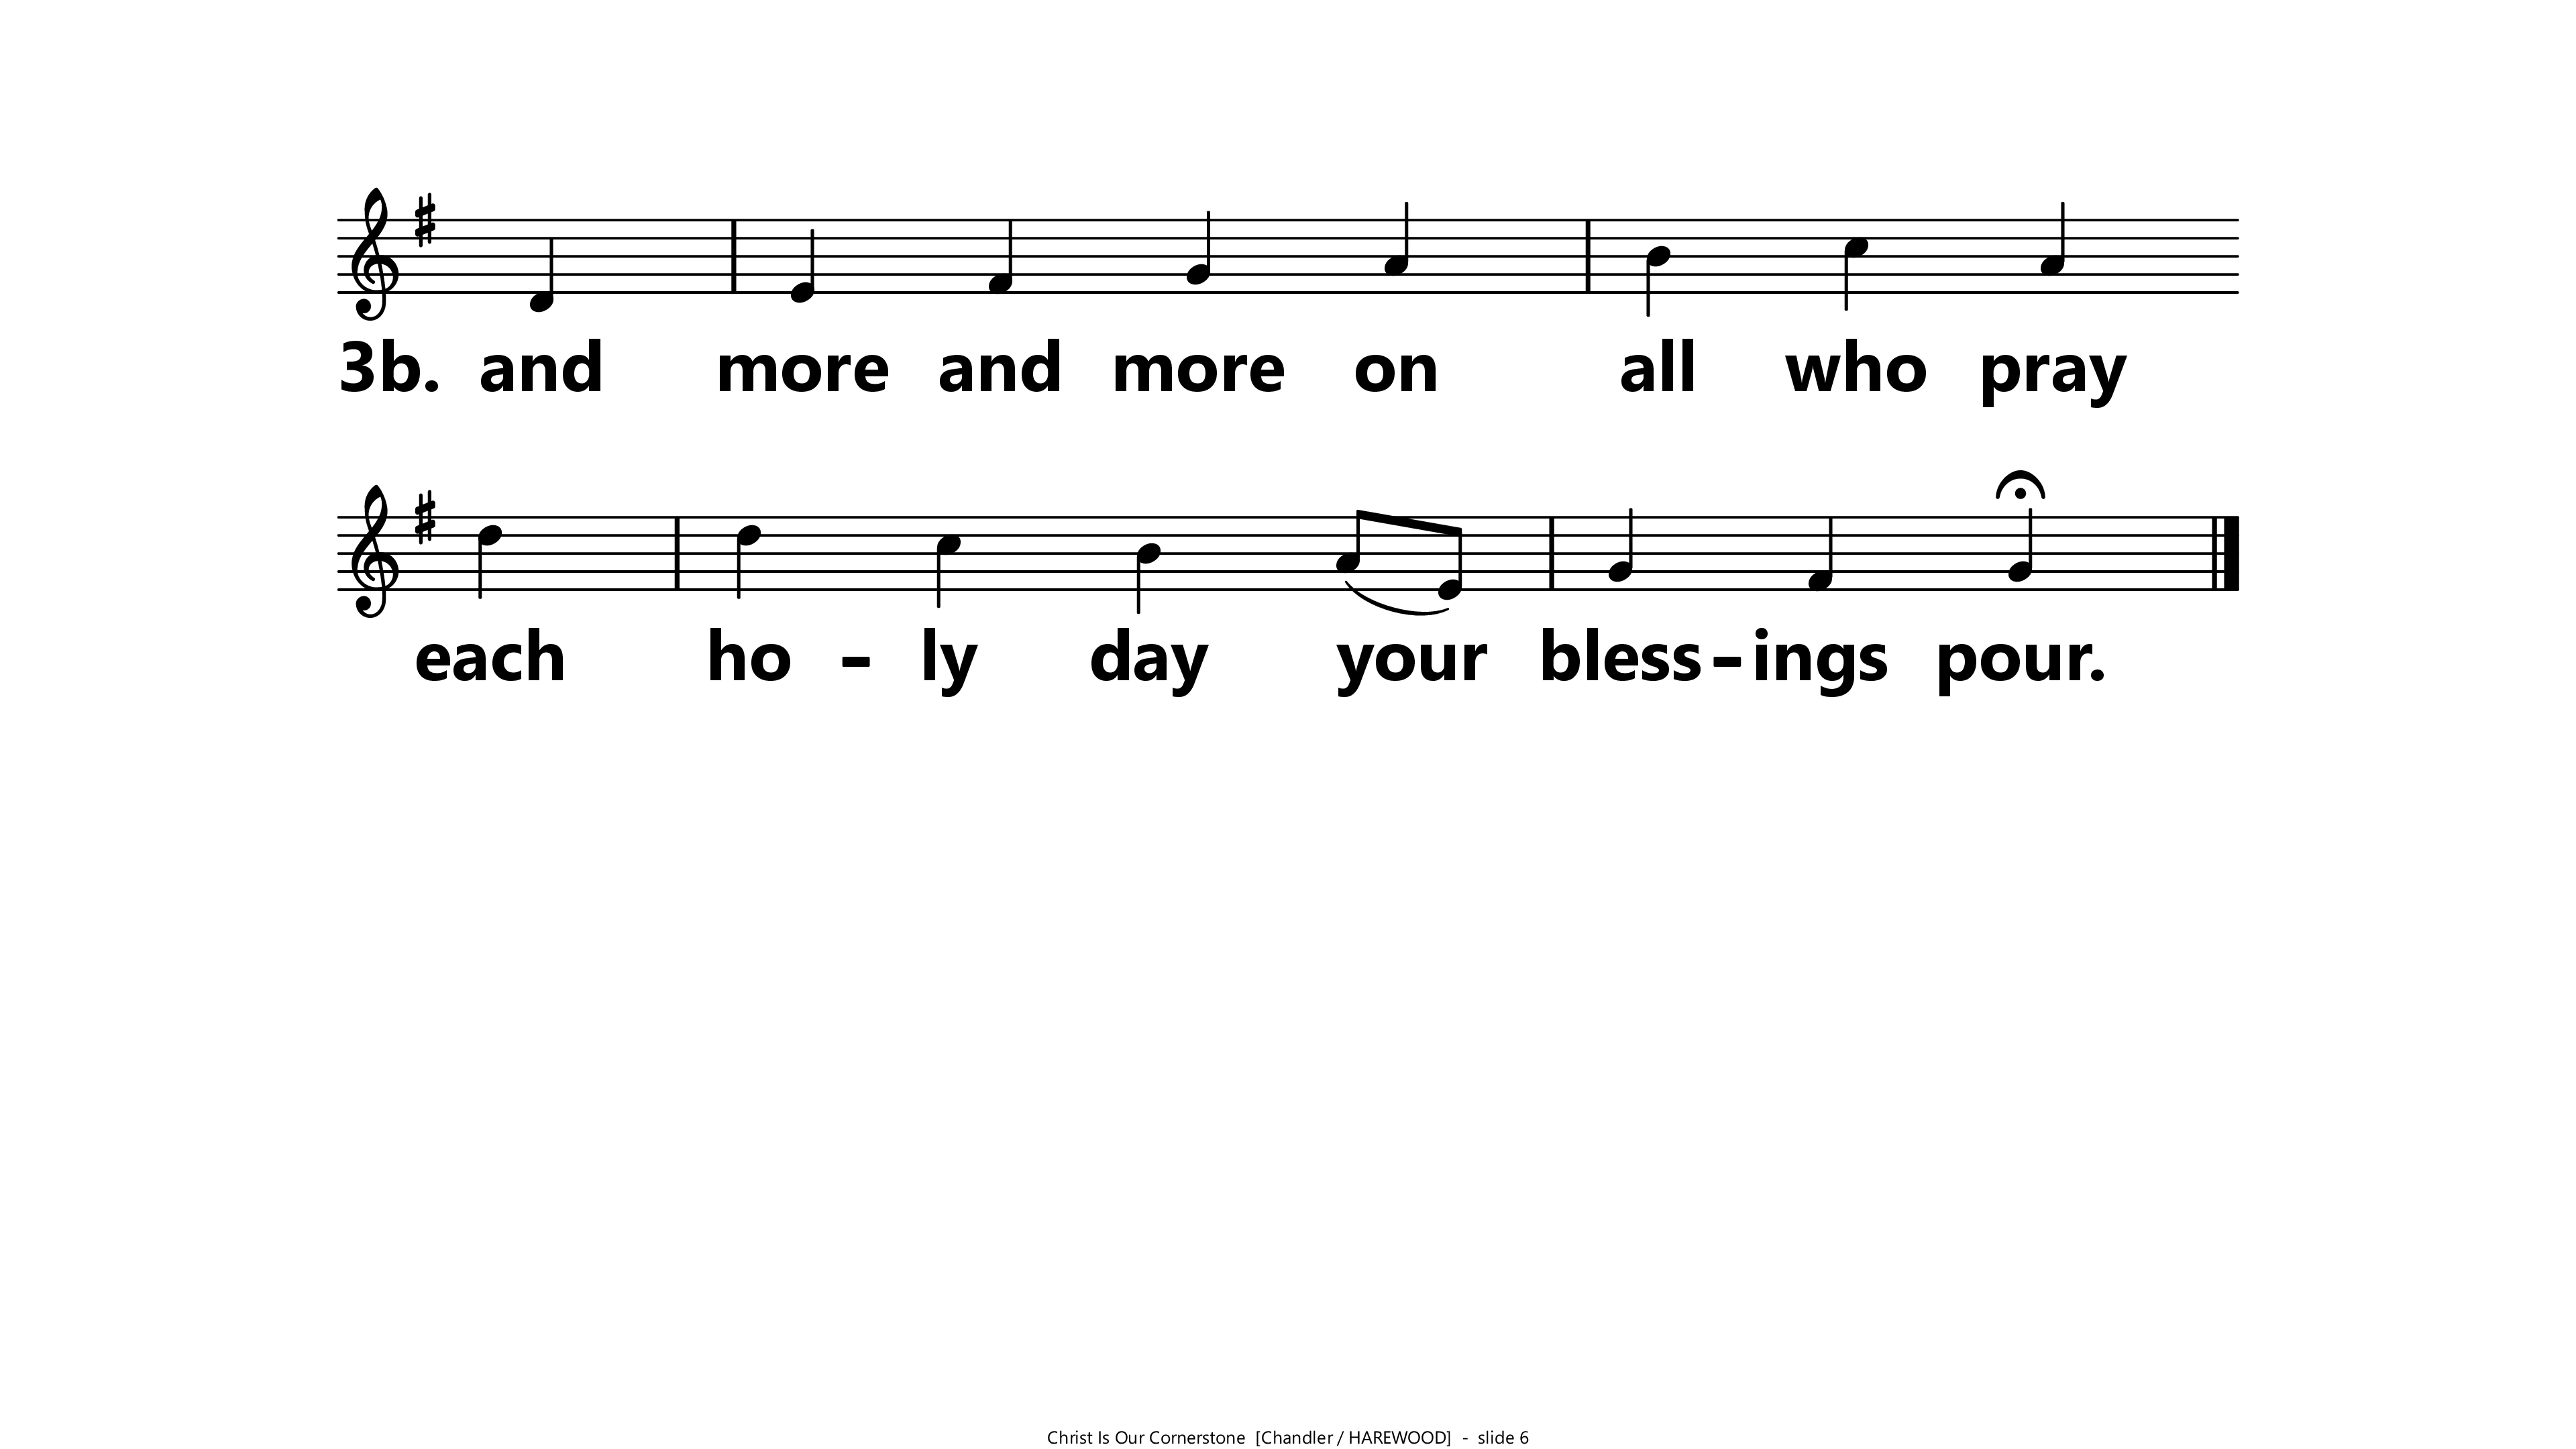 3b. and more and more on all who pray
each ho - ly day your bless - ings pour.
Christ Is Our Cornerstone [Chandler / HAREWOOD] - slide 6